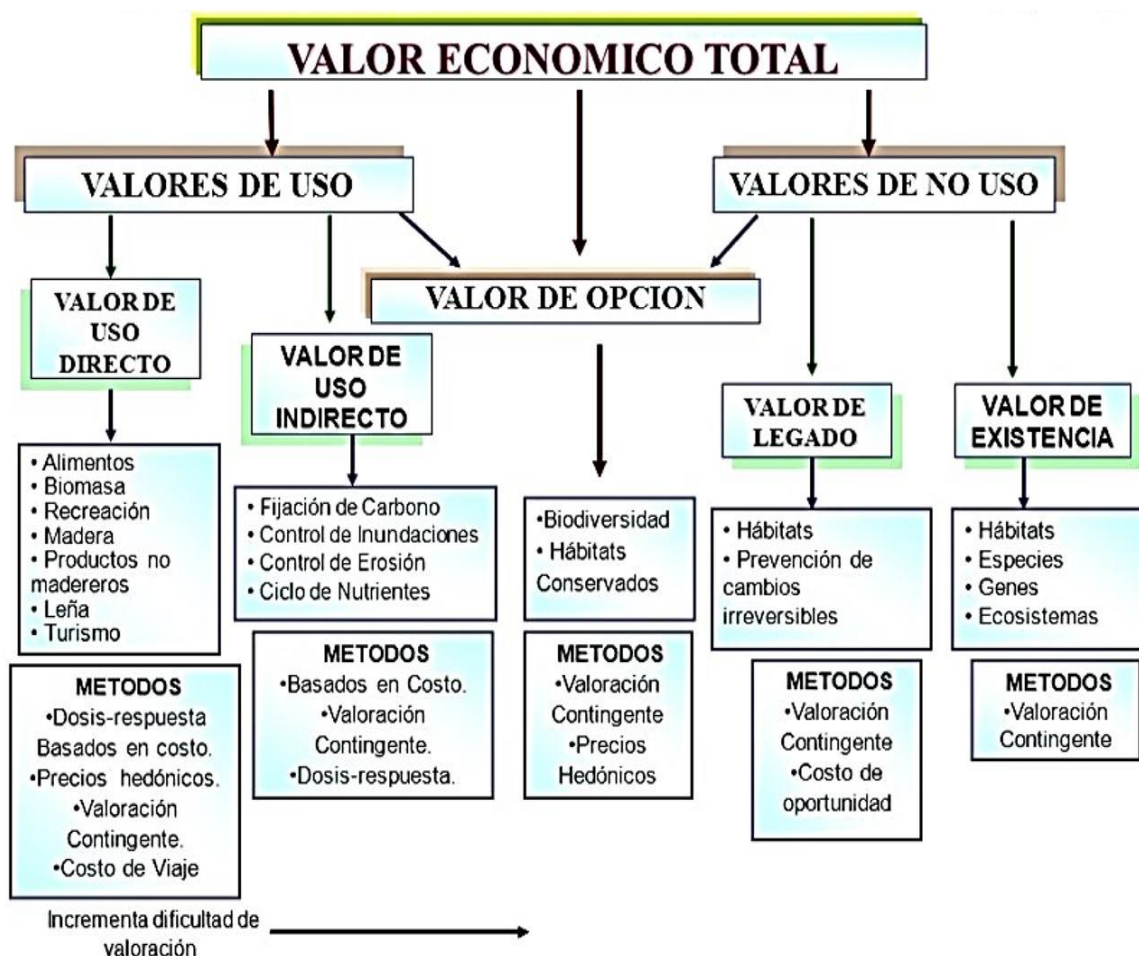 VALOR ECONOMICO TOTAL
VALORES DE USO
VALORES DE NO USO
VALOR DE OPCION
VALOR DE
USO
DIRECTO
VALOR DE
USO
INDIRECTO
VALOR DE
LEGADO
VALOR DE
EXISTENCIA
• Alimentos
• Biomasa
• Recreación
• Madera
• Productos no
madereros
• Leña
• Turismo
• Fijación de Carbono
• Control de Inundaciones
• Control de Erosión
• Ciclo de Nutrientes
•Biodiversidad
• Hábitats
Conservados
• Hábitats
• Prevención de
cambios
irreversibles
• Hábitats
• Especies
• Genes
• Ecosistemas
METODOS
•Dosis-respuesta
Basados en costo.
•Precios hedónicos.
•Valoración
Contingente.
•Costo de Viaje
METODOS
•Basados en Costo.
•Valoración
Contingente.
•Dosis-respuesta.
METODOS
•Valoración
Contingente
•Precios
Hedónicos
METODOS
•Valoración
Contingente
•Costo de
oportunidad
METODOS
•Valoración
Contingente
Incrementa dificultad de
valoración